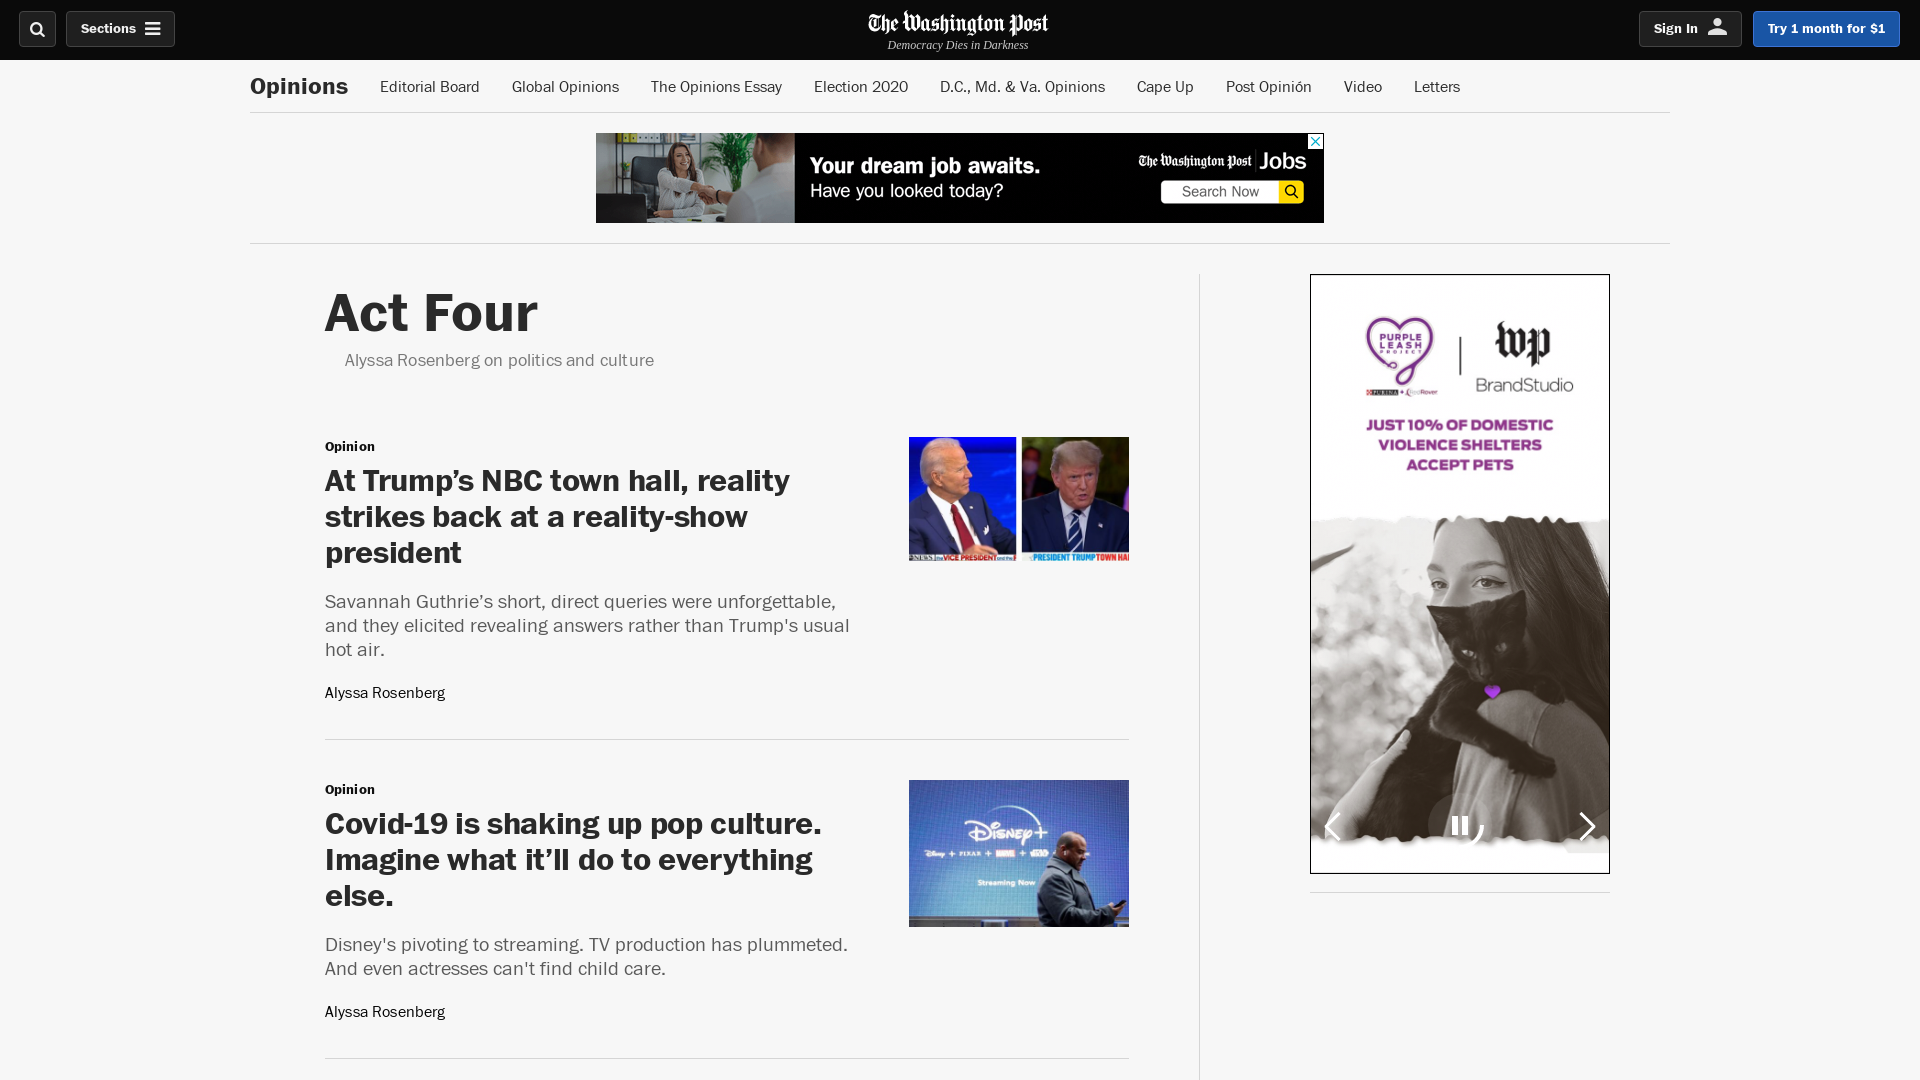 Sections
The Washington Post
Democracy Dies in Darkness
Sign In
Try 1 month for $1
Opinions
Editorial Board
Global Opinions
The Opinions Essay
Election 2020
D.C., Md. & Va. Opinions
Cape Up
Post Opinión
Video
Letters
Your dream job awaits.
Have you looked today?
The Washington Post Jobs
Search Now
Act Four
Alyssa Rosenberg on politics and culture
Opinion
At Trump’s NBC town hall, reality
strikes back at a reality-show
president
Savannah Guthrie’s short, direct queries were unforgettable,
and they elicited revealing answers rather than Trump's usual
hot air.
Alyssa Rosenberg
VICE PRESIDENT
PRESIDENT TRUMP TOWN HA
Opinion
Covid-19 is shaking up pop culture.
Imagine what it’ll do to everything
else.
Disney's pivoting to streaming. TV production has plummeted.
And even actresses can't find child care.
Alyssa Rosenberg
Disney+
Disney + PIXAR + MARVEL +
Streaming Now
PURPLE
LEASH
PROJECT
PURINA + RedRover
wp
BrandStudio
JUST 10% OF DOMESTIC
VIOLENCE SHELTERS
ACCEPT PETS